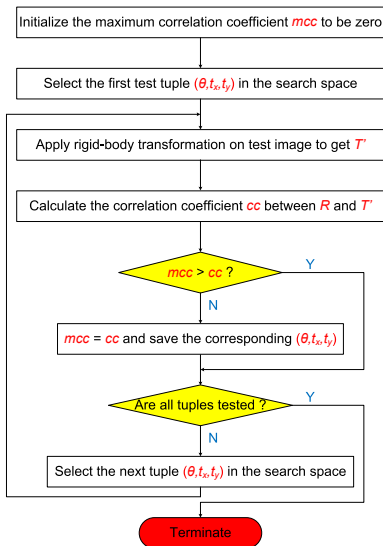 Initialize the maximum correlation coefficient mcc to be zero
Select the first test tuple (θ,tx,ty) in the search space
Apply rigid-body transformation on test image to get T'
Calculate the correlation coefficient cc between R and T'
mcc > cc ?
Y
N
mcc = cc and save the corresponding (θ,tx,ty)
Are all tuples tested ?
Y
N
Select the next tuple (θ,tx,ty) in the search space
Terminate